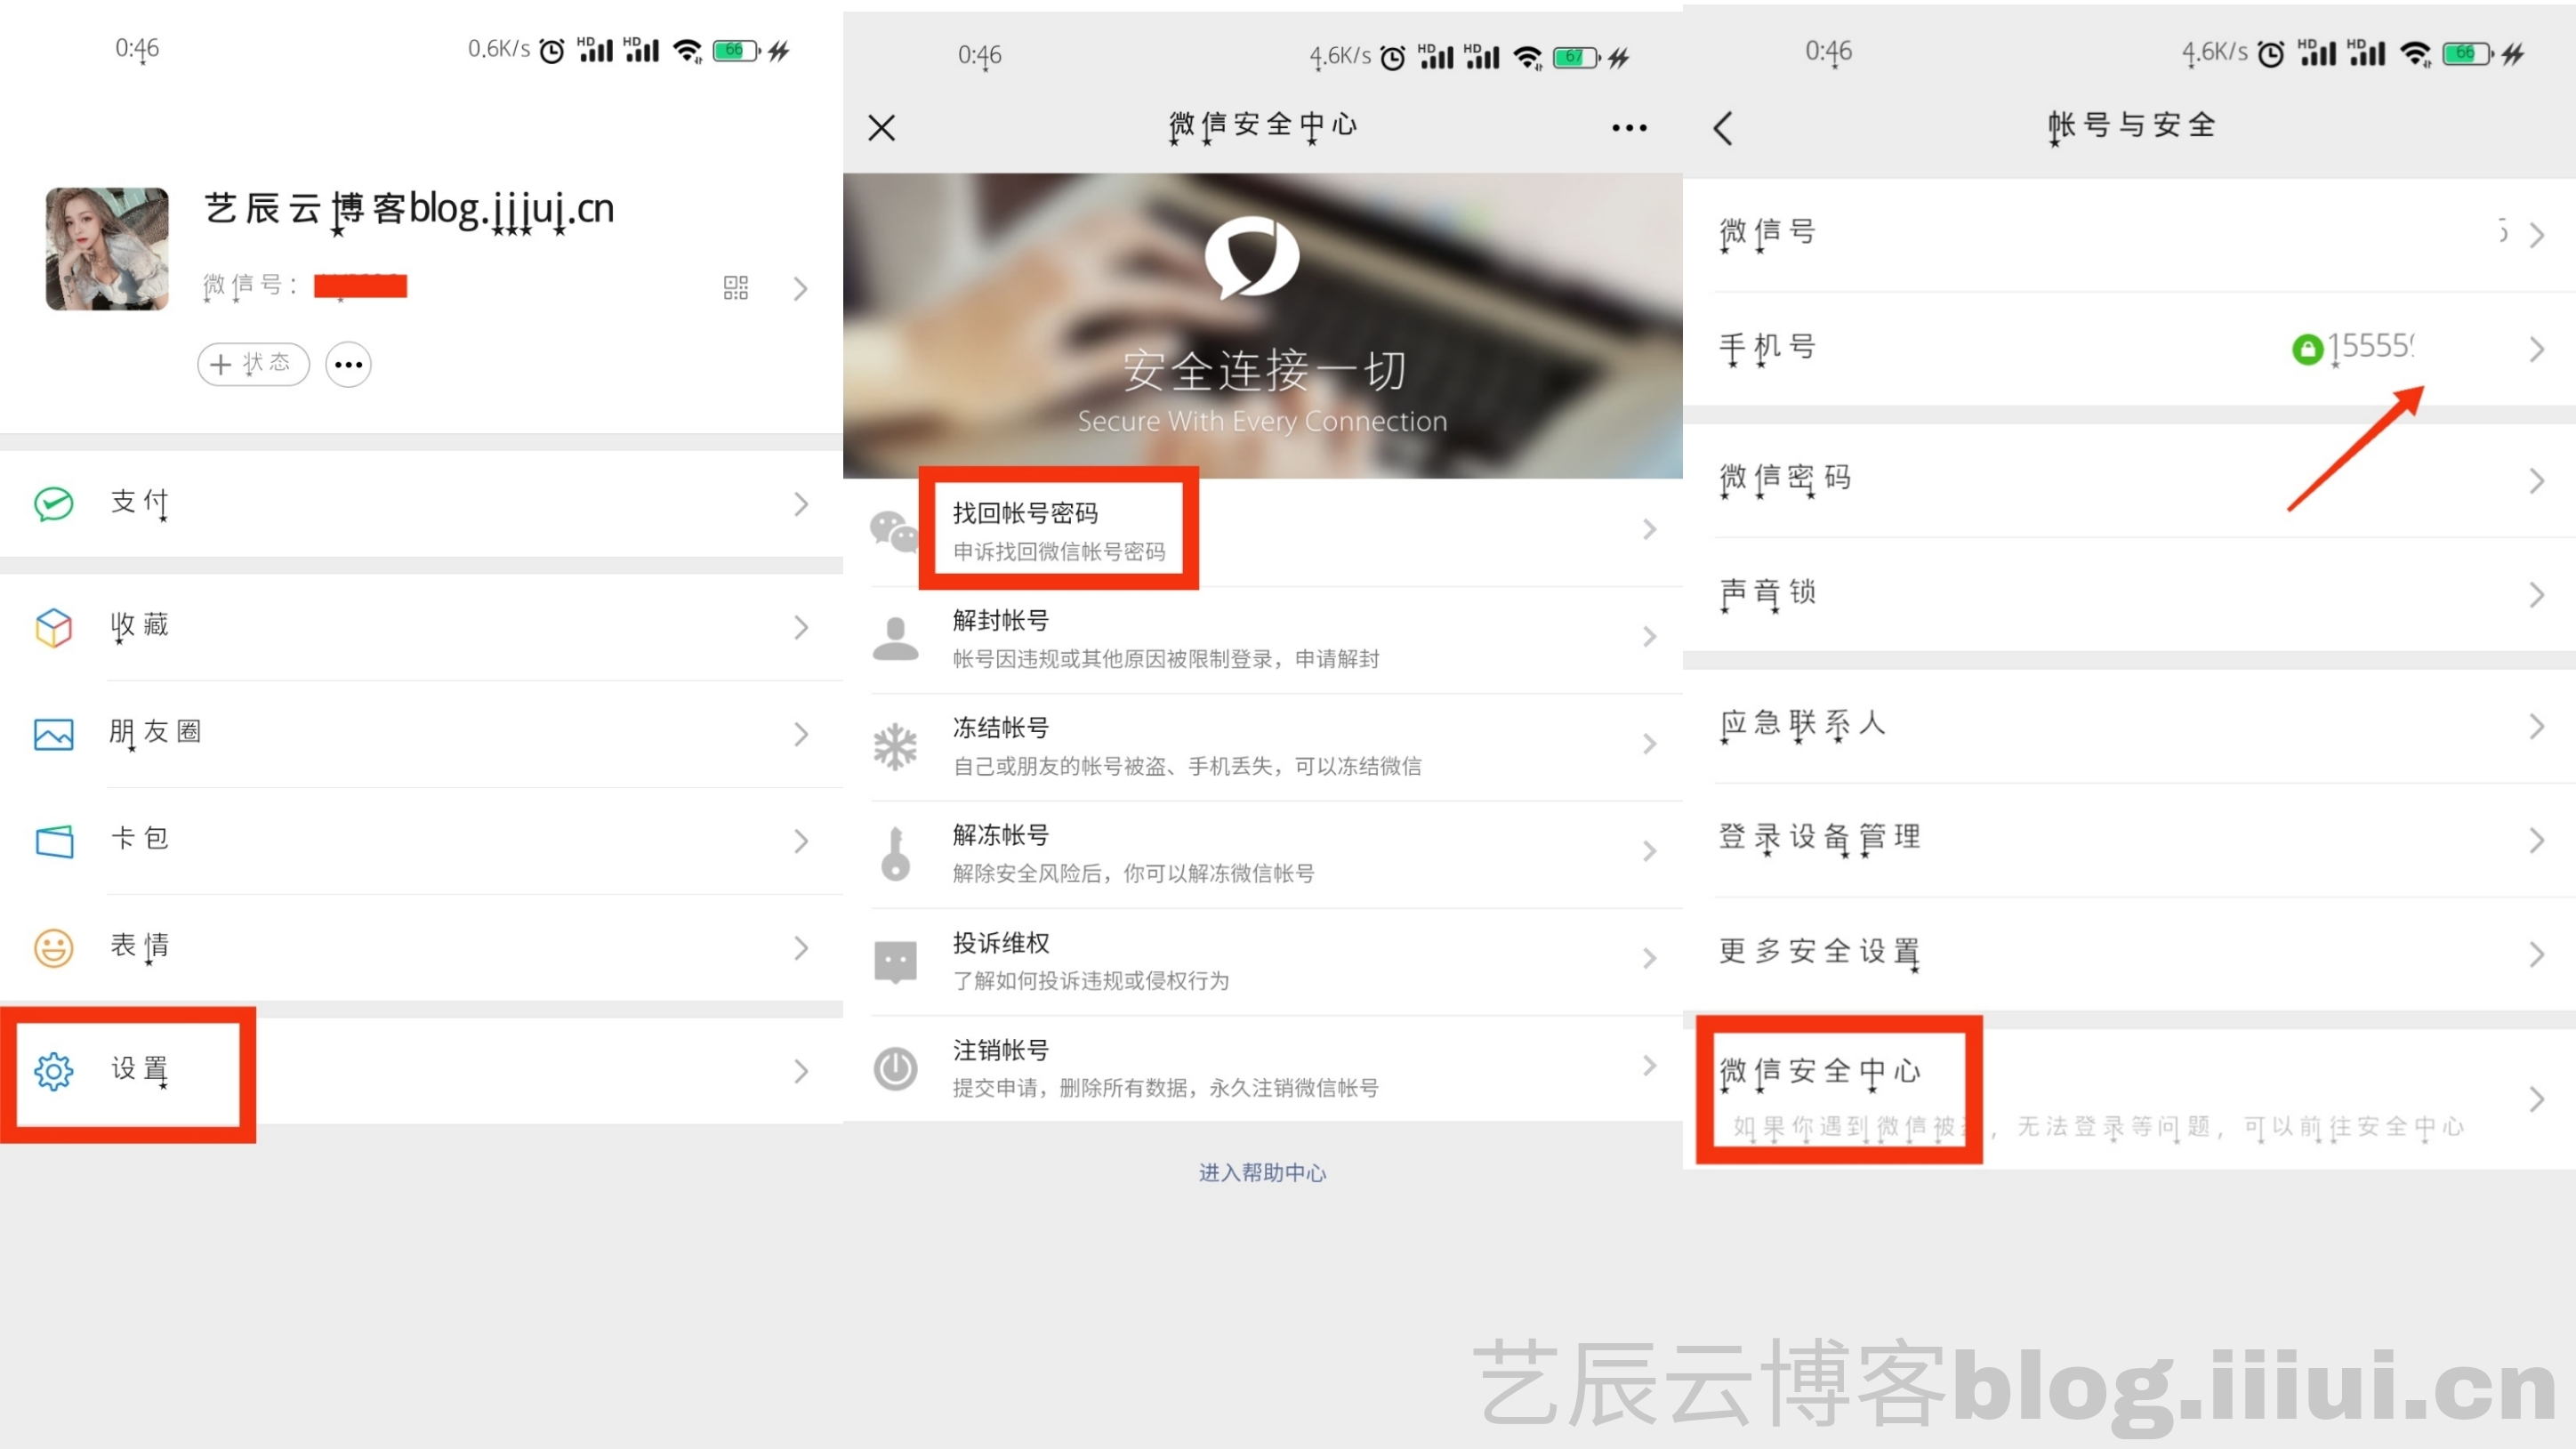 0:46
0.6K/s
HD
HD
66
艺辰云博客blog.iiiui.cn
微信号:
状态
支付
收藏
朋友圈
卡包
表情
设置
0:46
4.6K/s
HD
HD
67
微信安全中心
安全连接一切
Secure With Every Connection
找回帐号密码
申诉找回微信帐号密码
解封帐号
帐号因违规或其他原因被限制登录，申请解封
冻结帐号
自己或朋友的帐号被盗、手机丢失，可以冻结微信
解冻帐号
解除安全风险后，你可以解冻微信帐号
投诉维权
了解如何投诉违规或侵权行为
注销帐号
提交申请，删除所有数据，永久注销微信帐号
进入帮助中心
0:46
4.6K/s
HD
HD
66
帐号与安全
微信号
手机号
15555
微信密码
声音锁
应急联系人
登录设备管理
更多安全设置
微信安全中心
如果你遇到微信被，无法登录等问题，可以前往安全中心
艺辰云博客blog.iiiui.cn